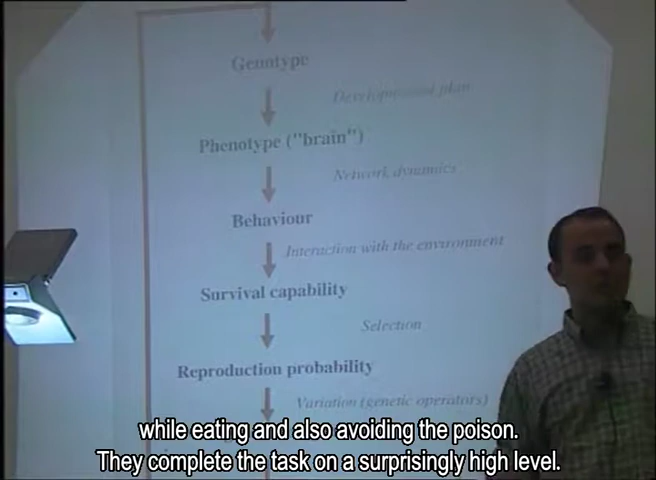 Genotype
Developmental plan
Phenotype ("brain")
Network dynamics
Behaviour
Interaction with the environment
Survival capability
Selection
Reproduction probability
Variation (genetic operators)
while eating and also avoiding the poison.
They complete the task on a surprisingly high level.